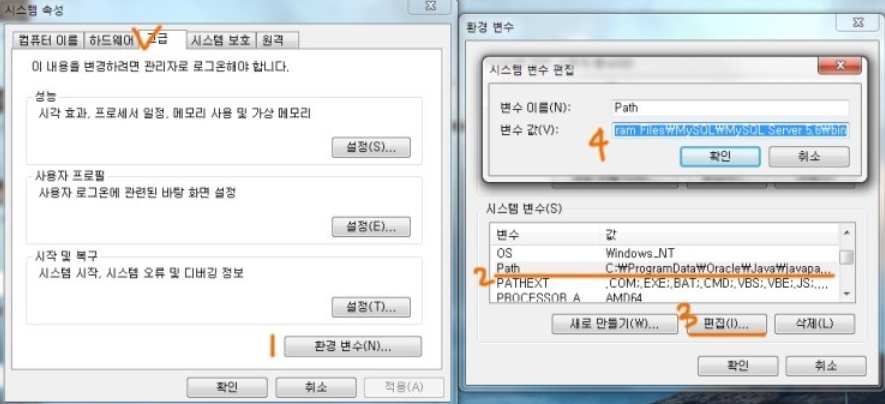 시스템 속성
컴퓨터 이름
하드웨어
고급
시스템 보호
원격
이 내용을 변경하려면 관리자로 로그온해야 합니다.
성능
시각 효과, 프로세서 일정, 메모리 사용 및 가상 메모리
설정(S)...
사용자 프로필
사용자 로그온에 관련된 바탕 화면 설정
설정(E)...
시작 및 복구
시스템 시작, 시스템 오류 및 디버깅 정보
설정(T)...
1
환경 변수(N)...
확인
취소
적용(A)
환경 변수
시스템 변수 편집
변수 이름(N):
Path
변수 값(V):
ram Files₩MySQL₩MySQL Server 5.6₩bin
4
확인
취소
시스템 변수(S)
변수 값
OS Windows_NT
2 Path C:₩ProgramData₩Oracle₩Java₩javapa...
PATHEXT .COM;.EXE;.BAT;.CMD;.VBS;.VBE;.JS;...
PROCESSOR_A... AMD64
새로 만들기(W)...
3
편집(I)...
삭제(L)
확인
취소